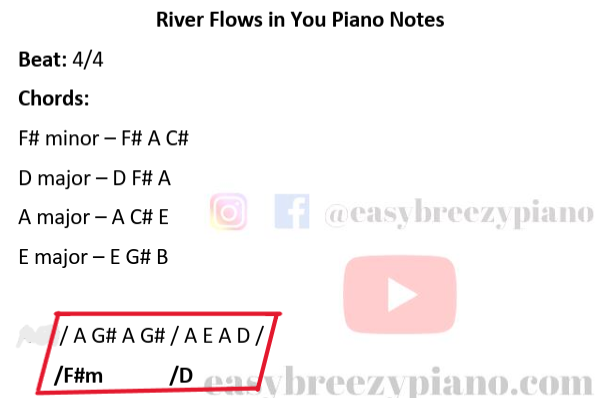 River Flows in You Piano Notes
Beat: 4/4
Chords:
F# minor – F# A C#
D major – D F# A
A major – A C# E
@easybreezypiano
E major – E G# B
/ A G# A G# / A E A D /
/F#m /D
easybreezypiano.com